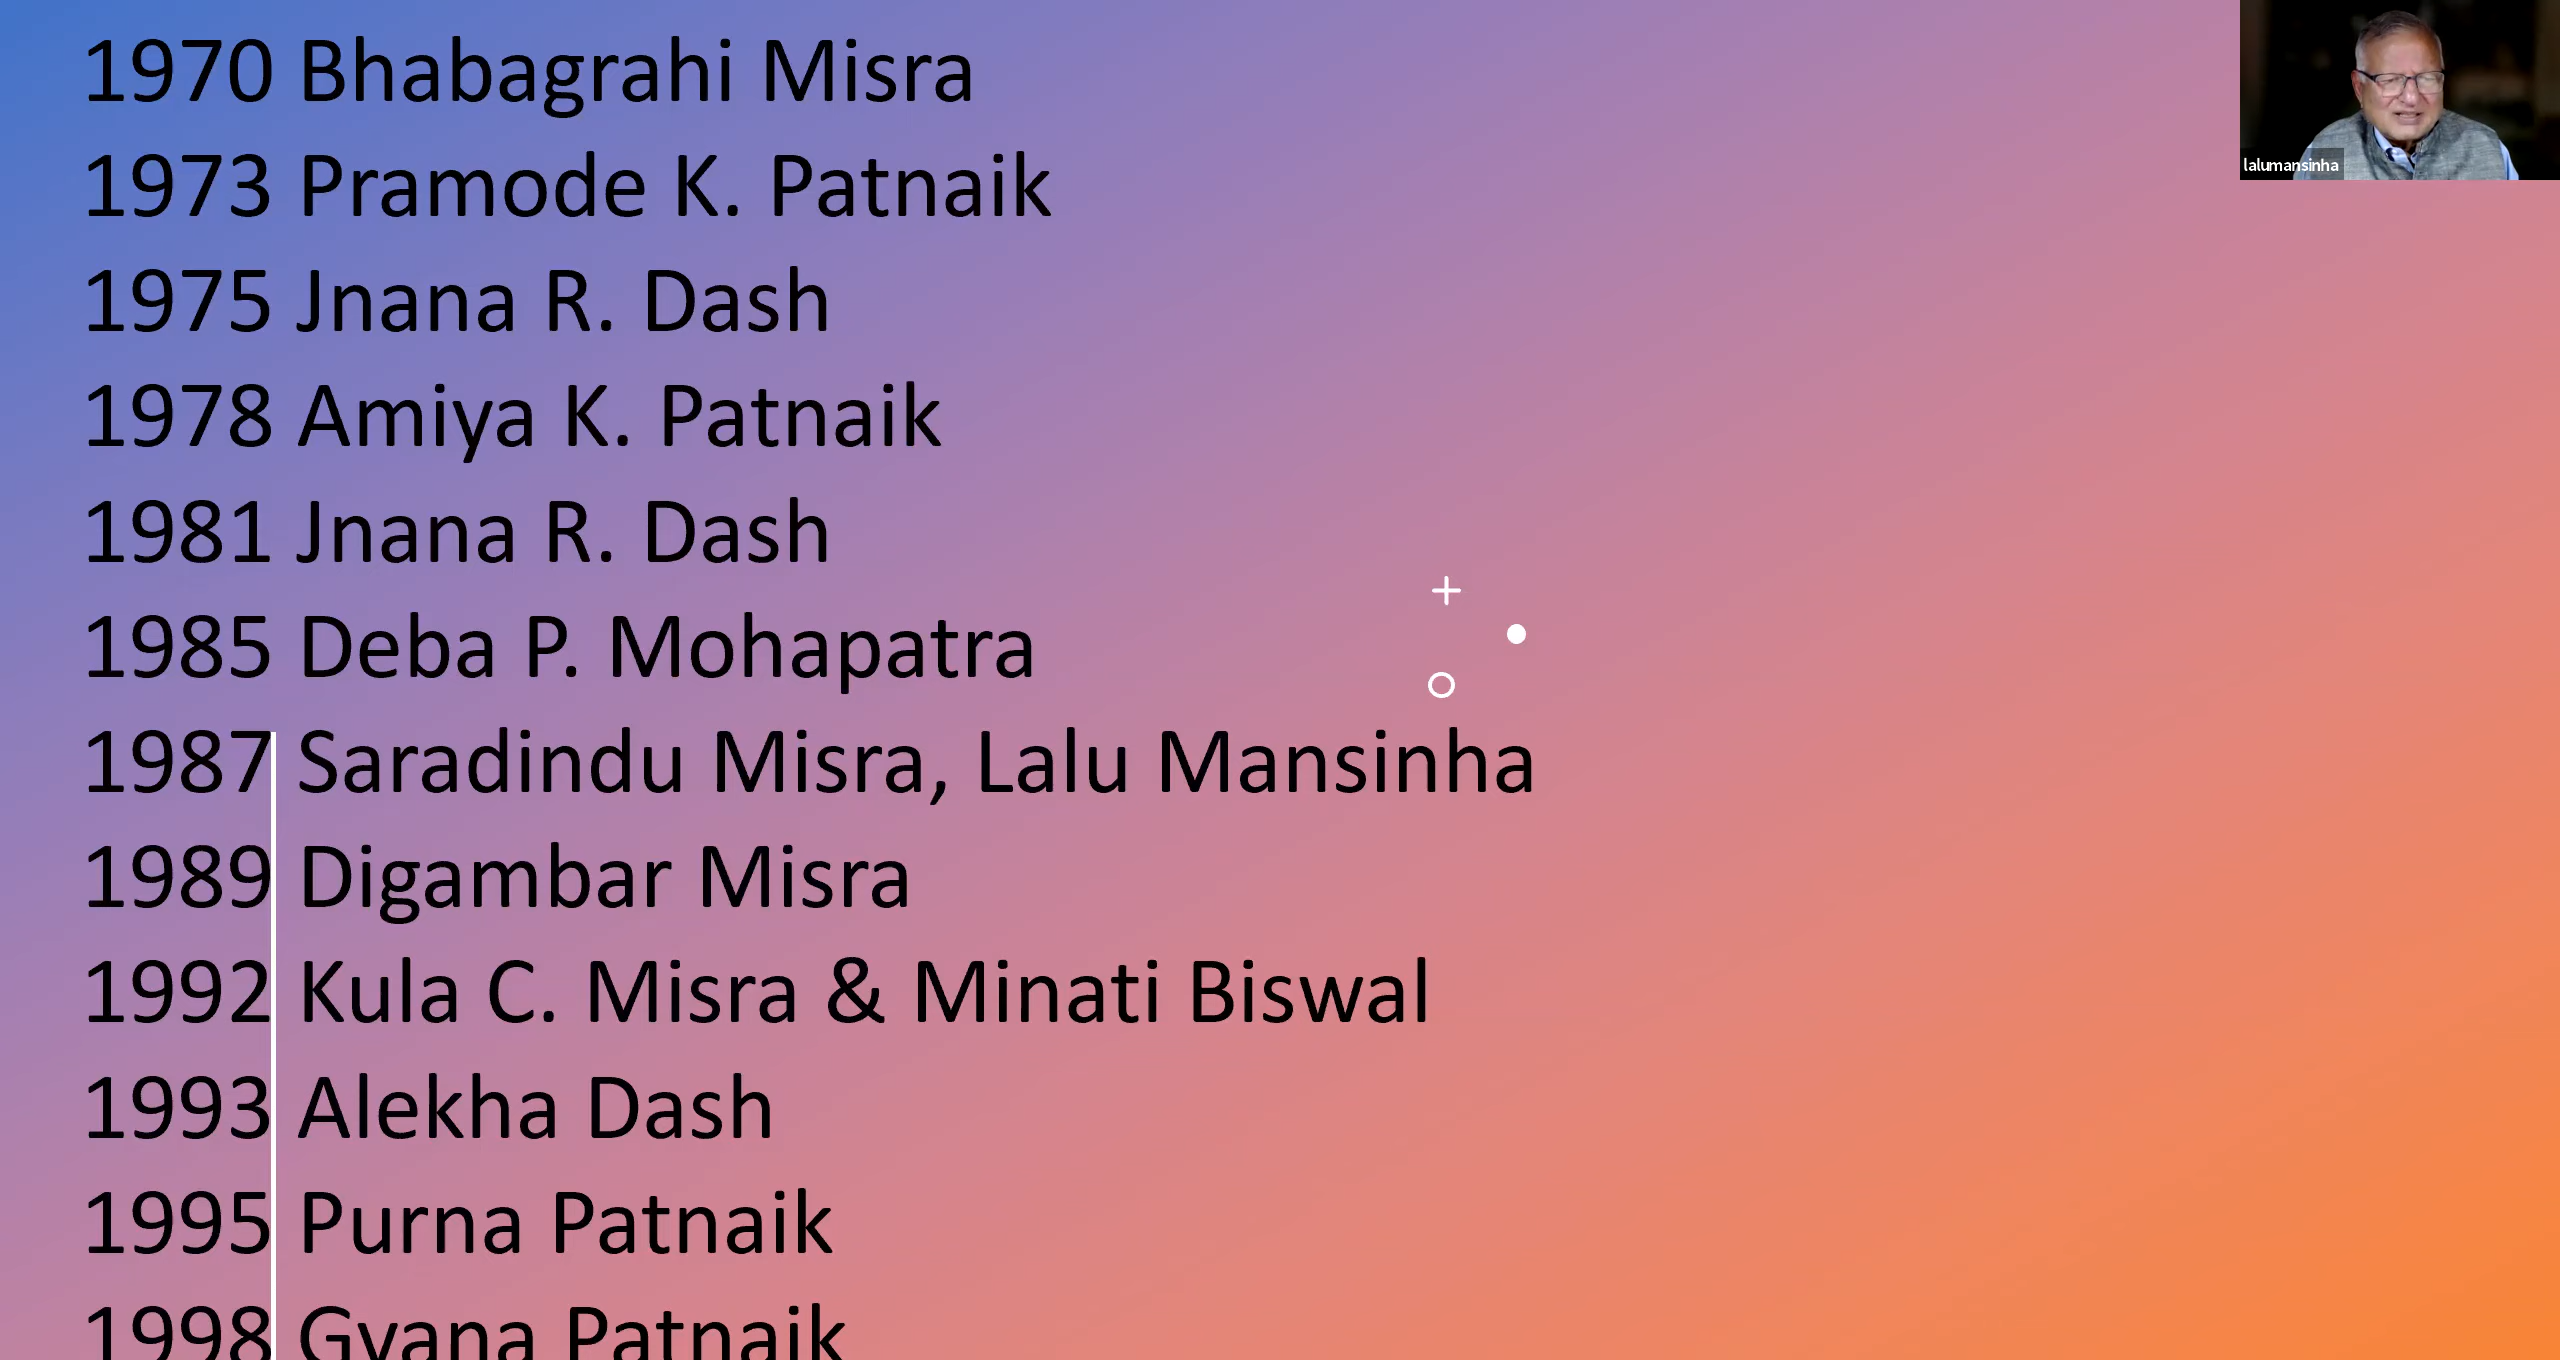 1970 Bhabagrahi Misra
1973 Pramode K. Patnaik
1975 Jnana R. Dash
1978 Amiya K. Patnaik
1981 Jnana R. Dash
1985 Deba P. Mohapatra
1987 Saradindu Misra, Lalu Mansinha
1989 Digambar Misra
1992 Kula C. Misra & Minati Biswal
1993 Alekha Dash
1995 Purna Patnaik
1998 Gyana Patnaik
lalumansinha